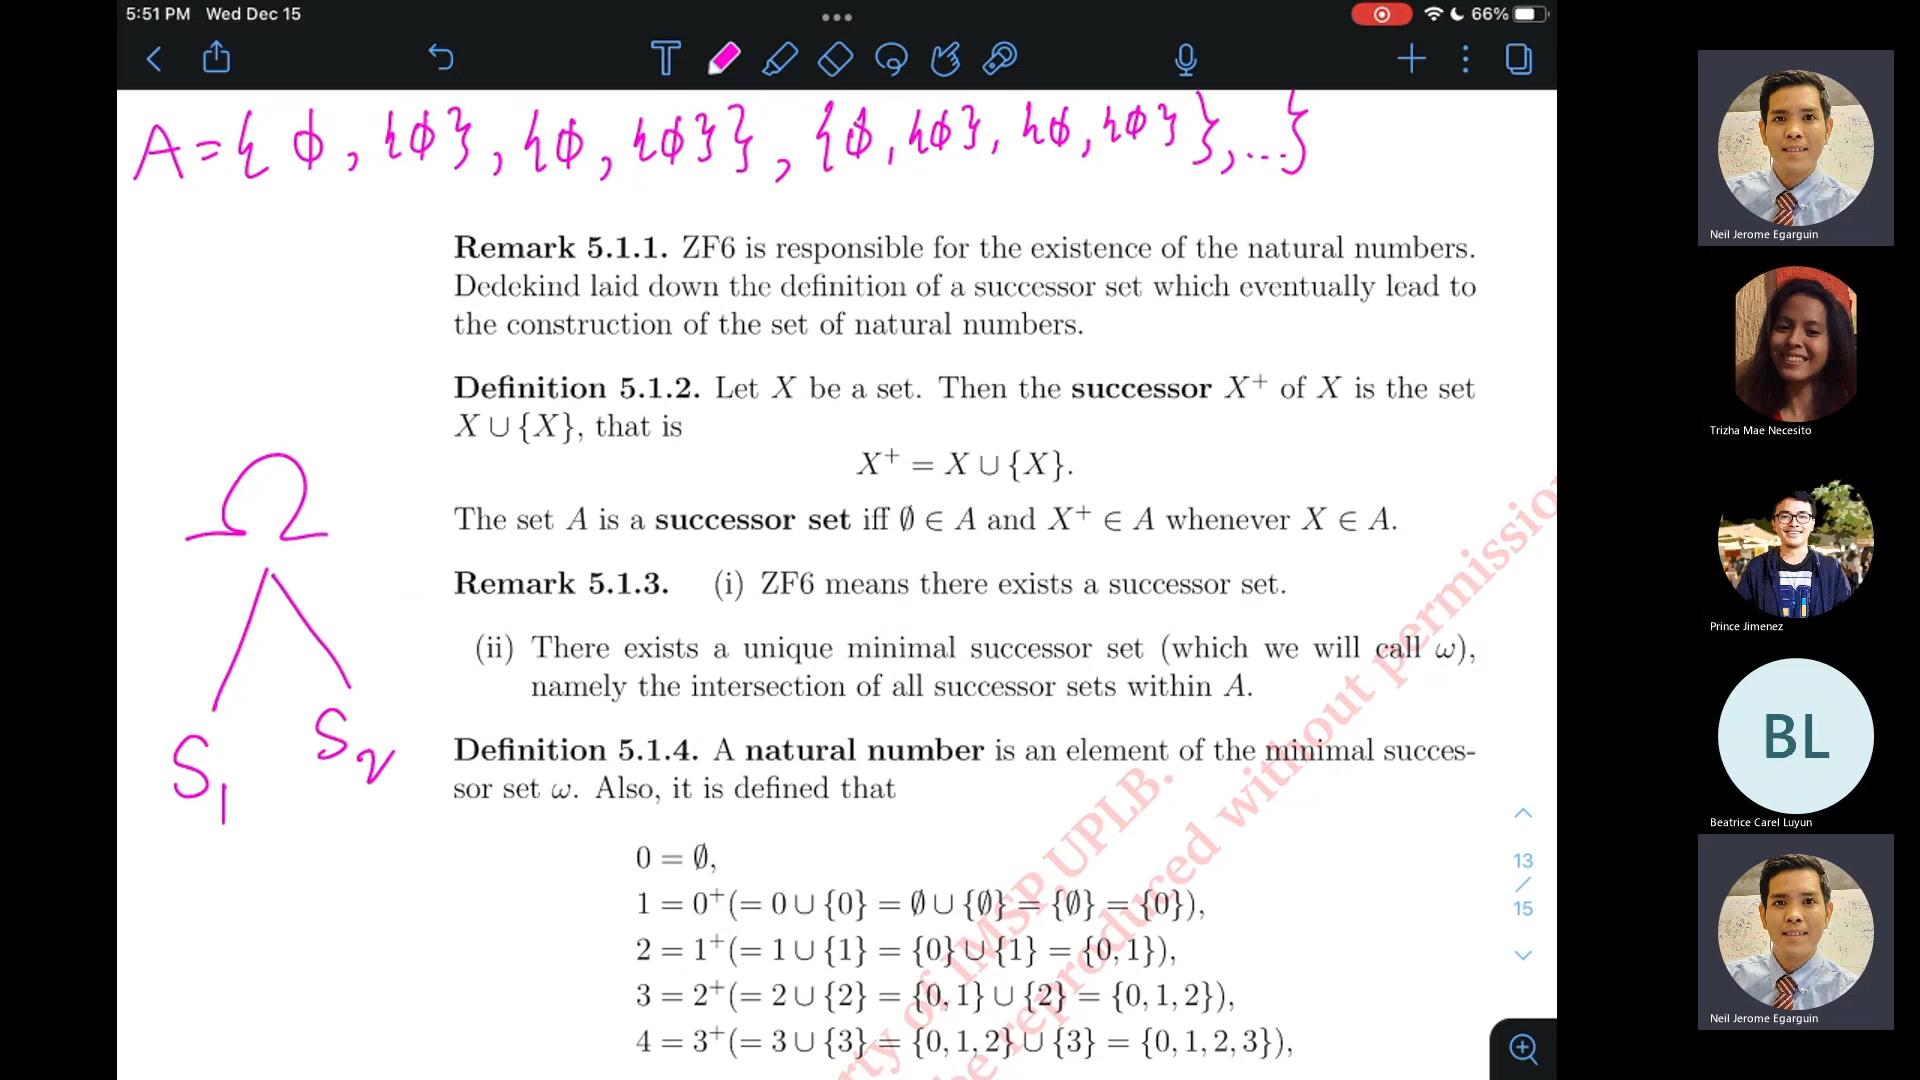 5:51 PM Wed Dec 15
66%
A = { ϕ, {ϕ}, {ϕ, {ϕ}}, {ϕ, {ϕ}, {ϕ, {ϕ}}, ...}
Remark 5.1.1. ZF6 is responsible for the existence of the natural numbers.
Dedekind laid down the definition of a successor set which eventually lead to
the construction of the set of natural numbers.
Definition 5.1.2. Let X be a set. Then the successor X⁺ of X is the set
X ∪ {X}, that is
X⁺ = X ∪ {X}.
The set A is a successor set iff ∅ ∈ A and X⁺ ∈ A whenever X ∈ A.
Remark 5.1.3. (i) ZF6 means there exists a successor set.
(ii) There exists a unique minimal successor set (which we will call ω),
namely the intersection of all successor sets within A.
Definition 5.1.4. A natural number is an element of the minimal succes-
sor set ω. Also, it is defined that
0 = ∅,
1 = 0⁺(= 0 ∪ {0} = ∅ ∪ {∅} = {∅} = {0}),
2 = 1⁺(= 1 ∪ {1} = {0} ∪ {1} = {0, 1}),
3 = 2⁺(= 2 ∪ {2} = {0, 1} ∪ {2} = {0, 1, 2}),
4 = 3⁺(= 3 ∪ {3} = {0, 1, 2} ∪ {3} = {0, 1, 2, 3}),
Ω
S₁ S₂
13
/
15
of IMSP, UPLB.
be reproduced without permission
Neil Jerome Egarguin
Trizha Mae Necesito
Prince Jimenez
BL
Beatrice Carel Luyun
Neil Jerome Egarguin